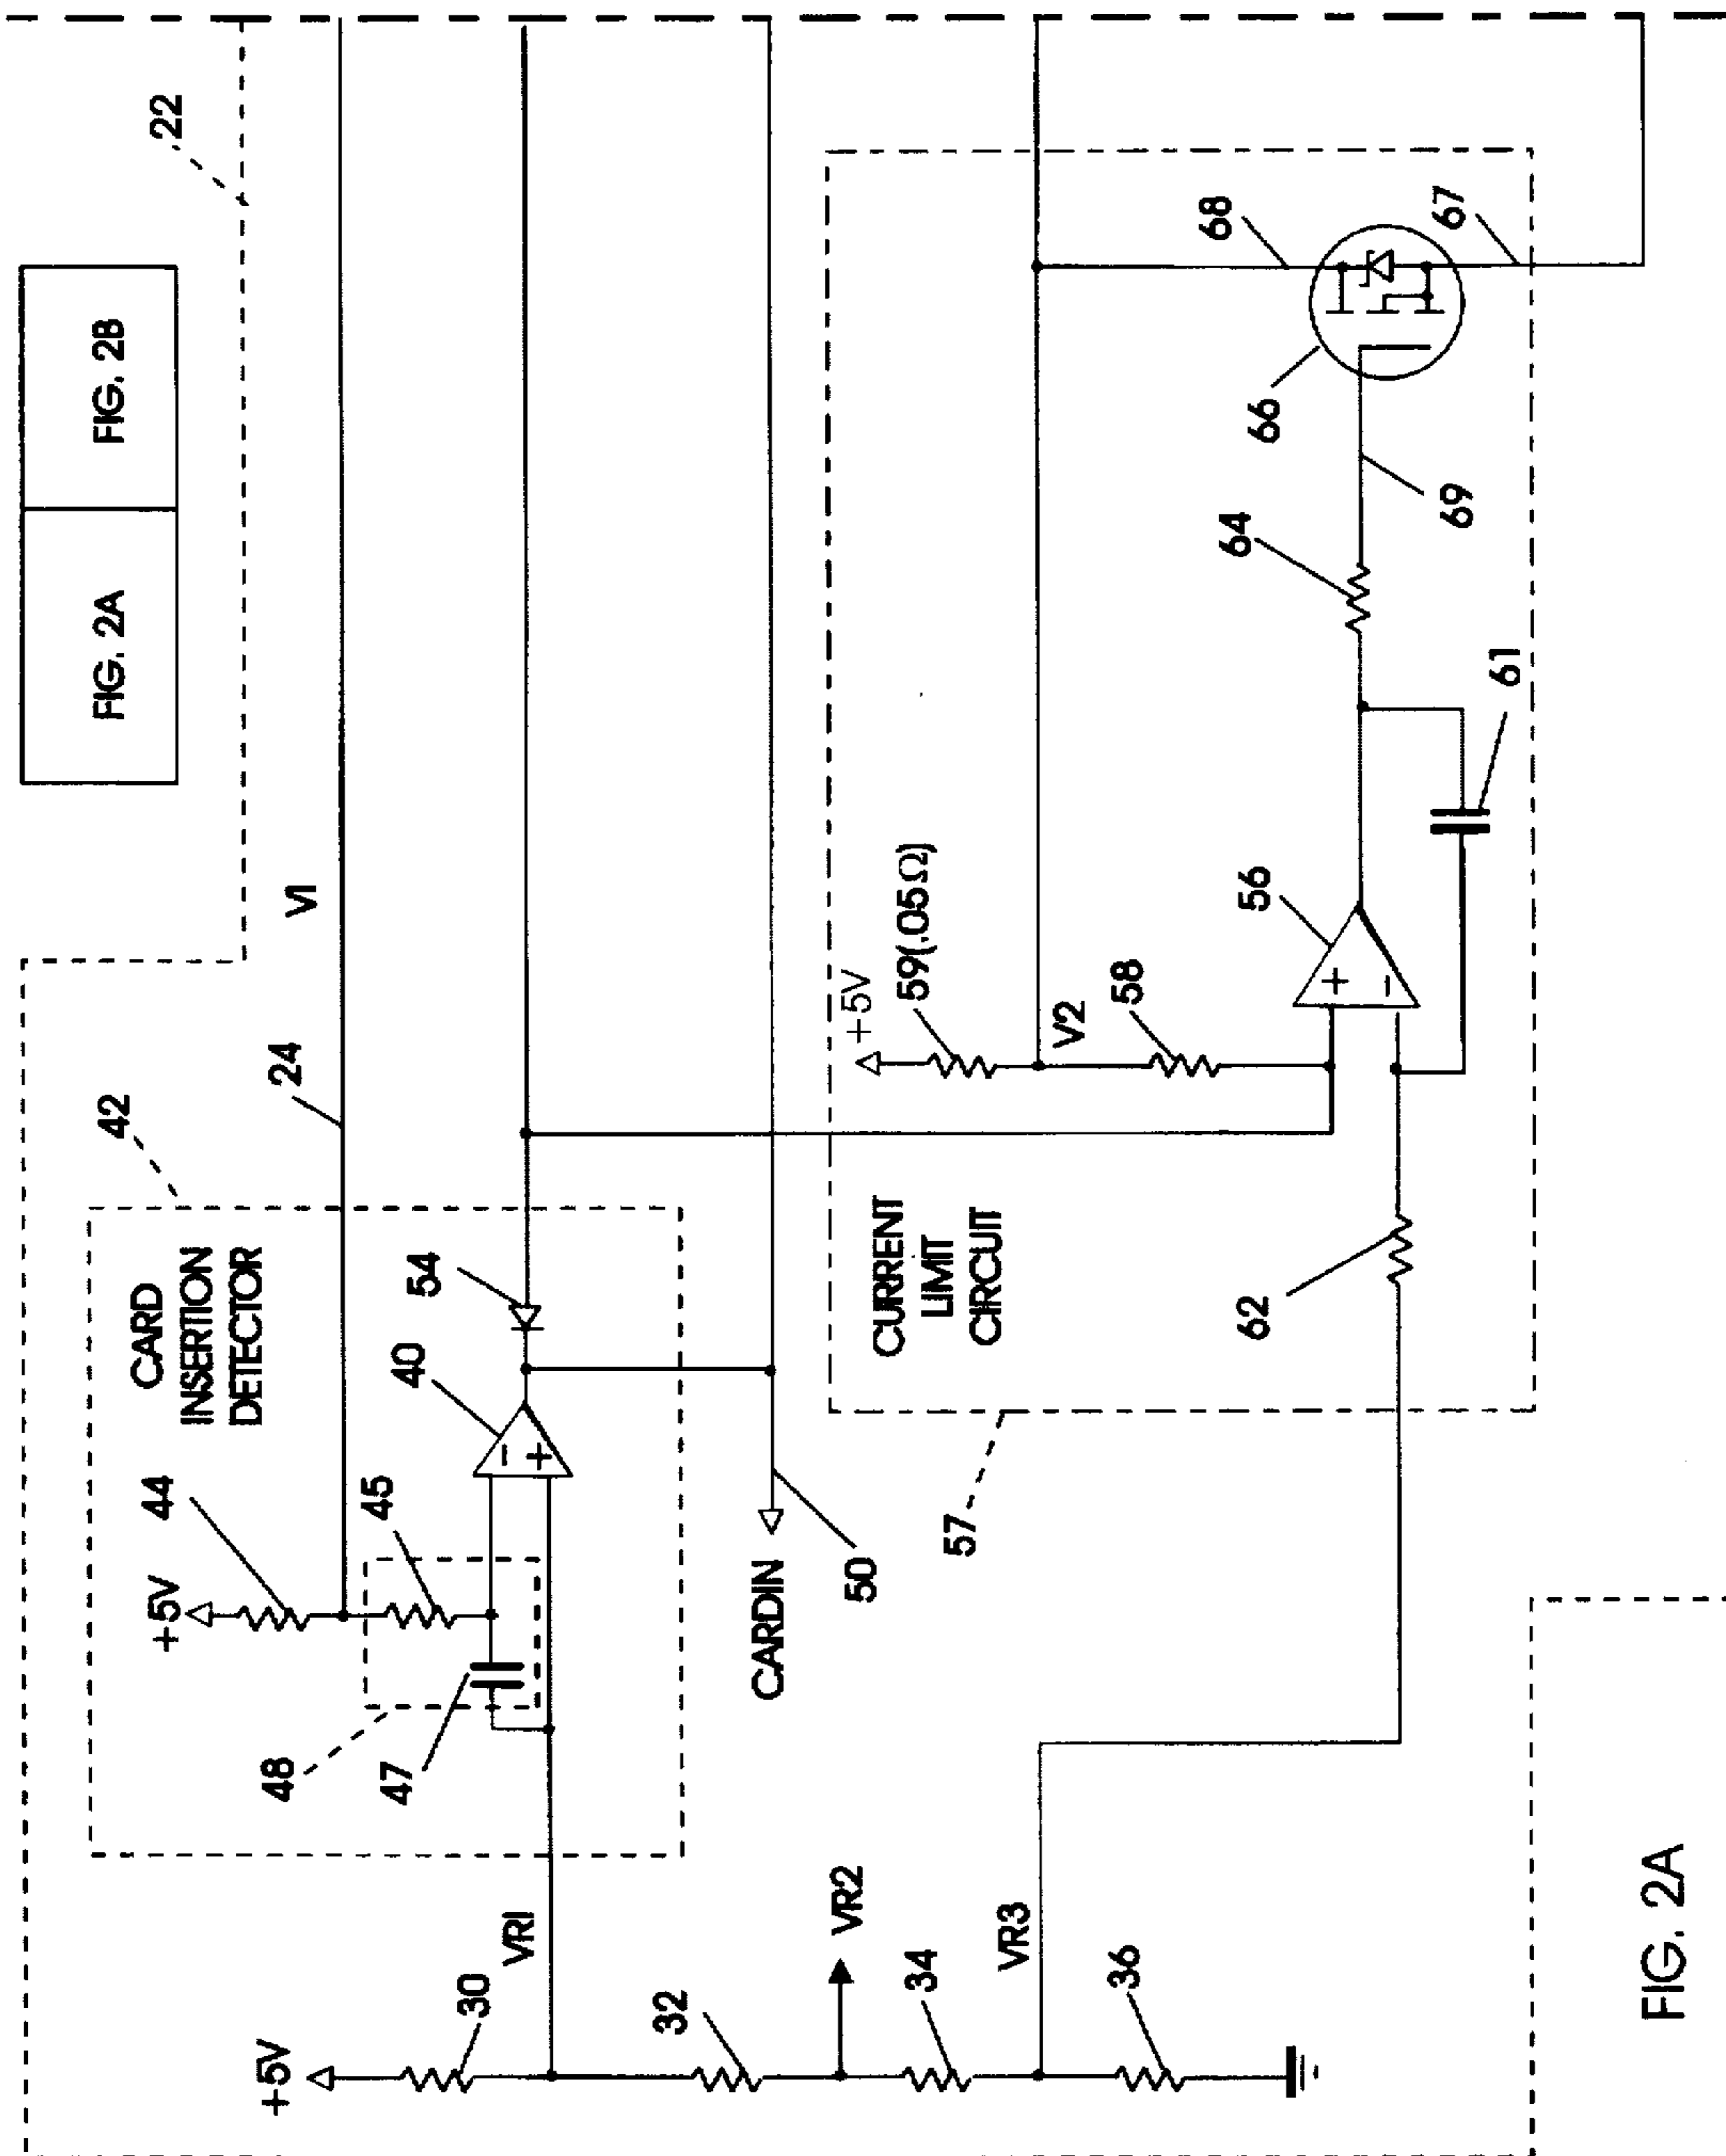 FIG. 2A
FIG. 2B
22
V1
24
42
CARD
INSERTION
DETECTOR
+5V
44
45
40
54
48
47
+5V
30
VR1
32
VR2
34
VR3
36
CARDIN
50
57
CURRENT
LIMIT
CIRCUIT
62
+5V
59(.05Ω)
V2
58
56
+
−
−
+
61
64
69
66
68
67
FIG. 2A